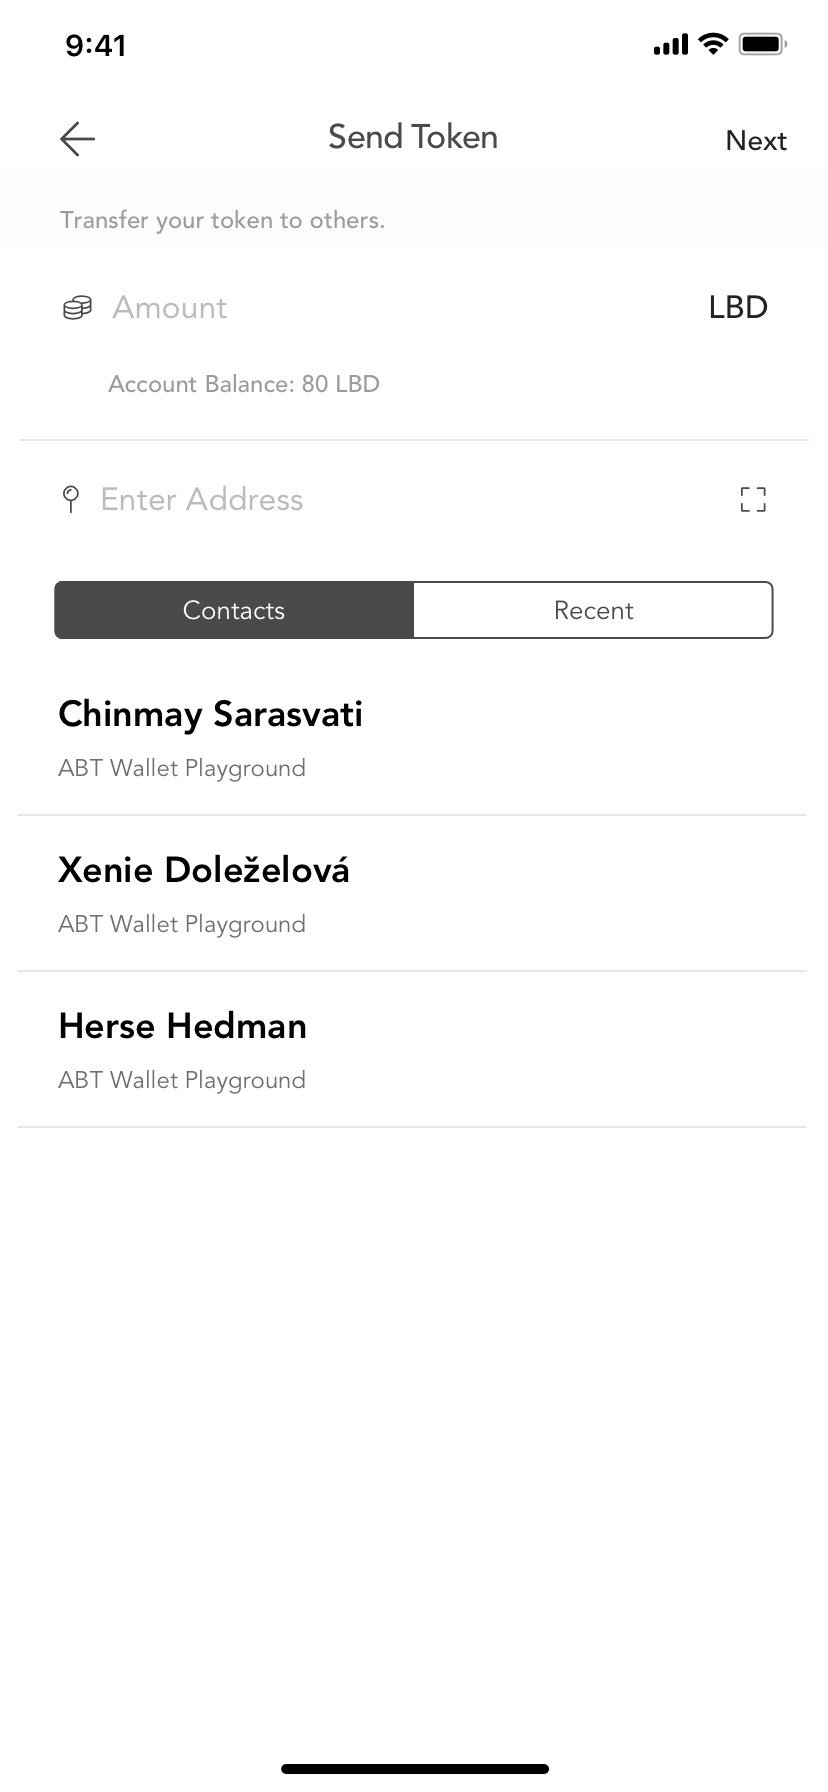 9:41
Send Token
Next
Transfer your token to others.
Amount
LBD
Account Balance: 80 LBD
Enter Address
Contacts
Recent
Chinmay Sarasvati
ABT Wallet Playground
Xenie Doleželová
ABT Wallet Playground
Herse Hedman
ABT Wallet Playground